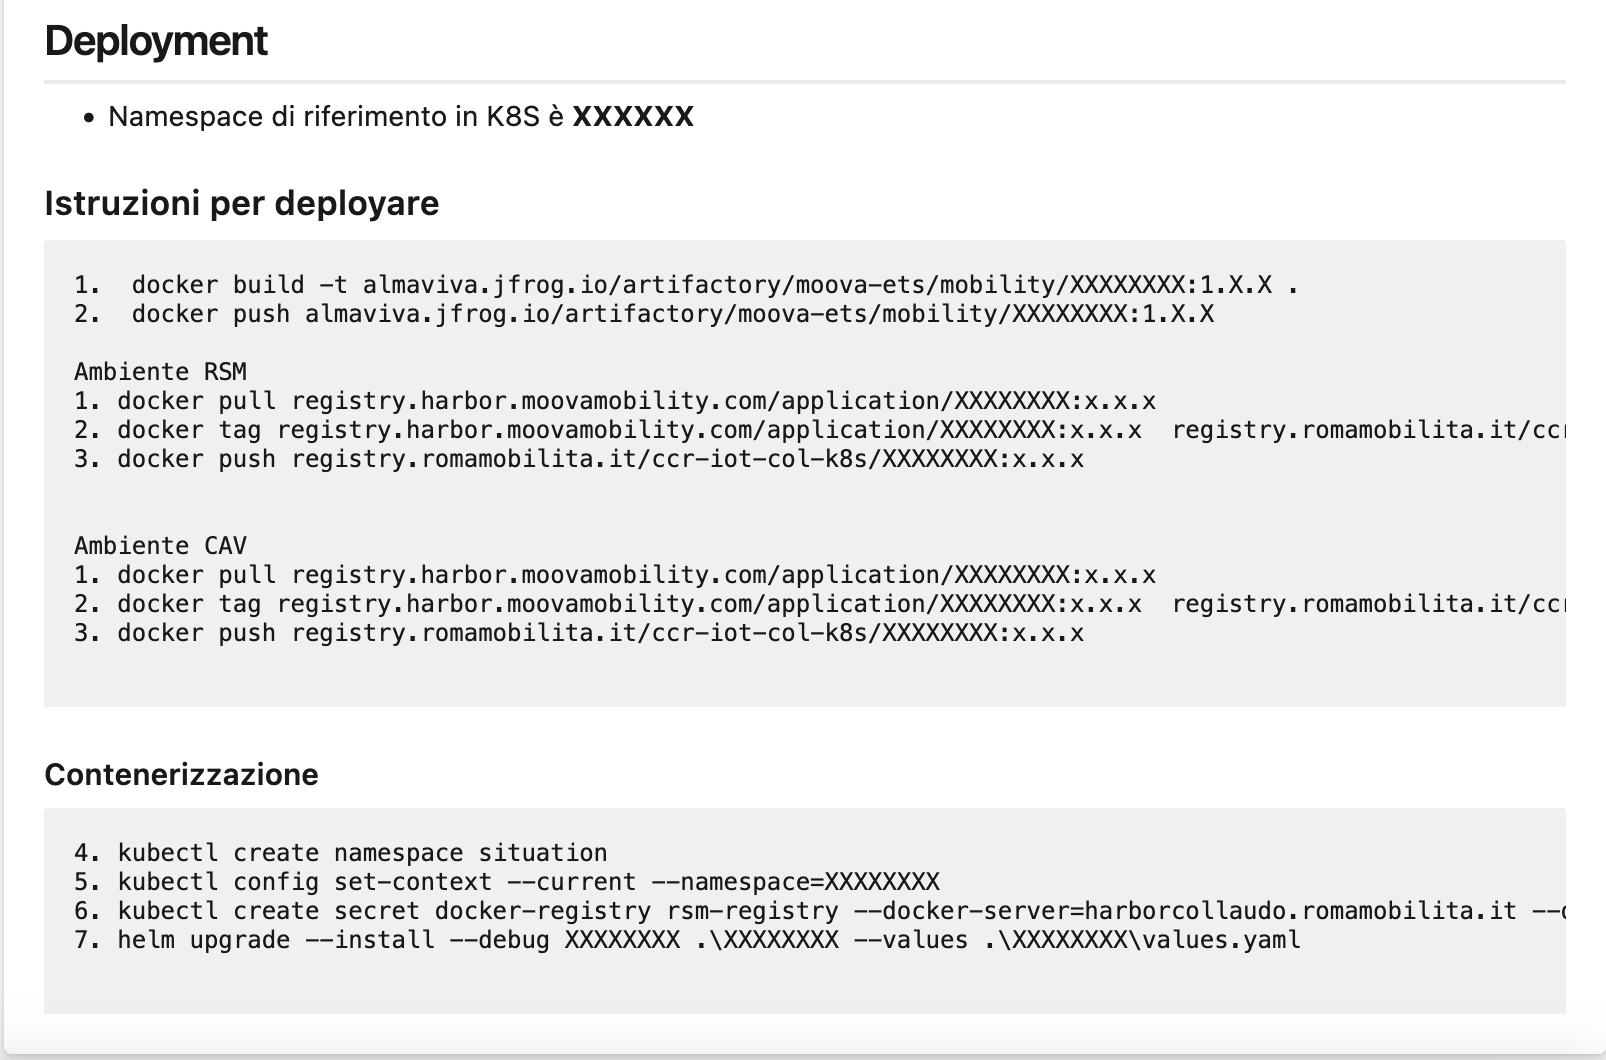 Deployment
• Namespace di riferimento in K8S è XXXXXX
Istruzioni per deployare
1.  docker build -t almaviva.jfrog.io/artifactory/moova-ets/mobility/XXXXXXXX:1.X.X .
2.  docker push almaviva.jfrog.io/artifactory/moova-ets/mobility/XXXXXXXX:1.X.X
Ambiente RSM
1. docker pull registry.harbor.moovamobility.com/application/XXXXXXXX:x.x.x
2. docker tag registry.harbor.moovamobility.com/application/XXXXXXXX:x.x.x  registry.romamobilita.it/ccr
3. docker push registry.romamobilita.it/ccr-iot-col-k8s/XXXXXXXX:x.x.x
Ambiente CAV
1. docker pull registry.harbor.moovamobility.com/application/XXXXXXXX:x.x.x
2. docker tag registry.harbor.moovamobility.com/application/XXXXXXXX:x.x.x  registry.romamobilita.it/ccr
3. docker push registry.romamobilita.it/ccr-iot-col-k8s/XXXXXXXX:x.x.x
Contenerizzazione
4. kubectl create namespace situation
5. kubectl config set-context --current --namespace=XXXXXXXX
6. kubectl create secret docker-registry rsm-registry --docker-server=harborcollaudo.romamobilita.it --d
7. helm upgrade --install --debug XXXXXXXX .\XXXXXXXX --values .\XXXXXXXX\values.yaml